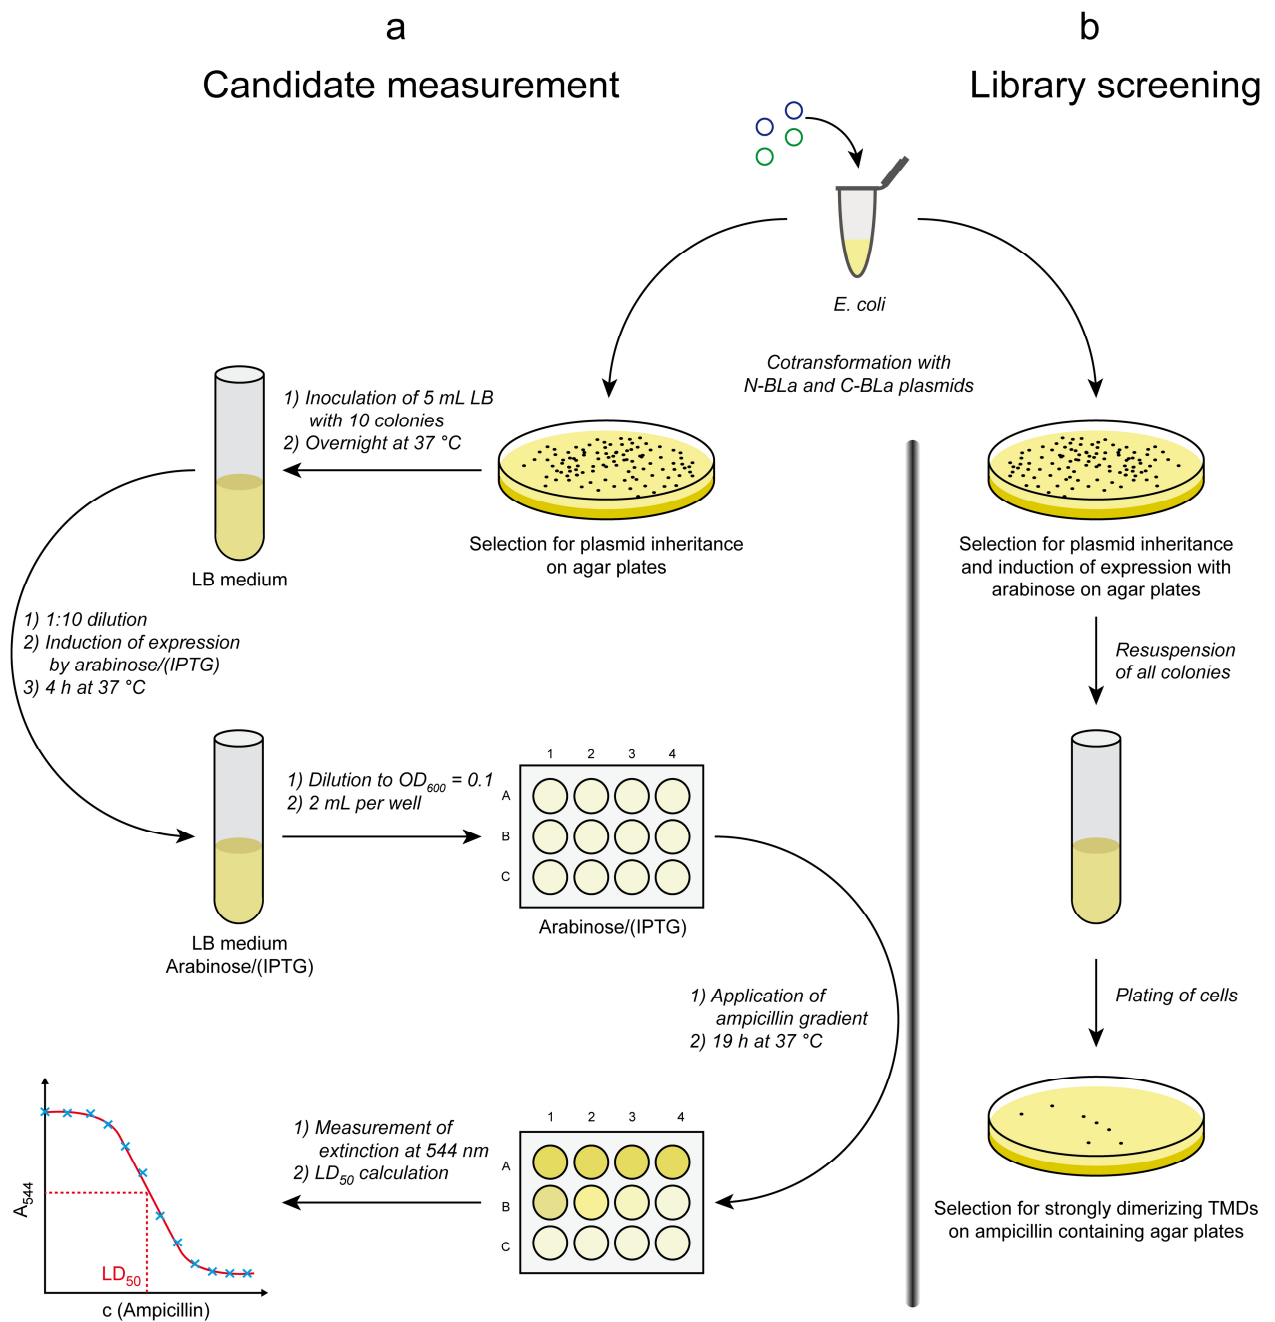 a
Candidate measurement
b
Library screening
E. coli
Cotransformation with
N-BLa and C-BLa plasmids
1) Inoculation of 5 mL LB
with 10 colonies
2) Overnight at 37 °C
LB medium
Selection for plasmid inheritance
on agar plates
1) 1:10 dilution
2) Induction of expression
by arabinose/(IPTG)
3) 4 h at 37 °C
LB medium
Arabinose/(IPTG)
1) Dilution to OD600 = 0.1
2) 2 mL per well
1 2 3 4
A
B
C
Arabinose/(IPTG)
1) Application of
ampicillin gradient
2) 19 h at 37 °C
1 2 3 4
A
B
C
1) Measurement of
extinction at 544 nm
2) LD50 calculation
A544
LD50
c (Ampicillin)
Selection for plasmid inheritance
and induction of expression with
arabinose on agar plates
Resuspension
of all colonies
Plating of cells
Selection for strongly dimerizing TMDs
on ampicillin containing agar plates